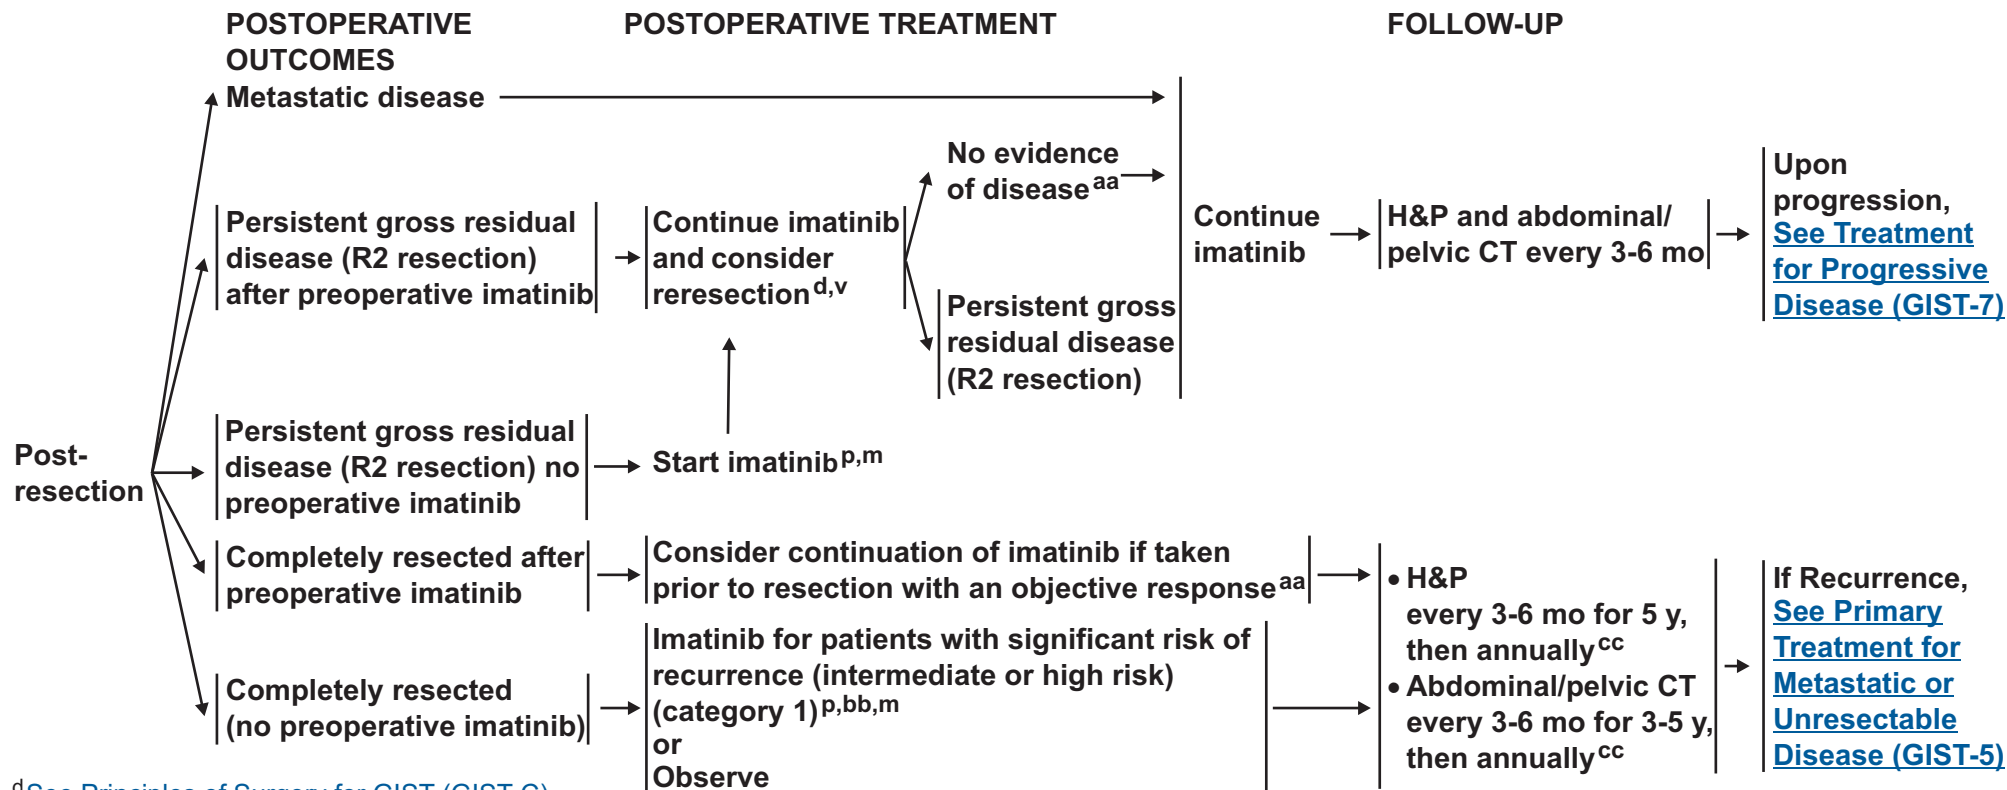 POSTOPERATIVE
OUTCOMES
POSTOPERATIVE TREATMENT
FOLLOW-UP
Post-
resection
Metastatic disease
Persistent gross residual
disease (R2 resection)
after preoperative imatinib
Continue imatinib
and consider
reresection d,v
No evidence
of disease aa
Persistent gross
residual disease
(R2 resection)
Continue
imatinib
H&P and abdominal/
pelvic CT every 3-6 mo
Upon
progression,
See Treatment
for Progressive
Disease (GIST-7)
Persistent gross residual
disease (R2 resection) no
preoperative imatinib
Start imatinib p,m
Completely resected after
preoperative imatinib
Consider continuation of imatinib if taken
prior to resection with an objective response aa
Completely resected
(no preoperative imatinib)
Imatinib for patients with significant risk of
recurrence (intermediate or high risk)
(category 1) p,bb,m
or
Observe
• H&P
every 3-6 mo for 5 y,
then annually cc
• Abdominal/pelvic CT
every 3-6 mo for 3-5 y,
then annually cc
If Recurrence,
See Primary
Treatment for
Metastatic or
Unresectable
Disease (GIST-5)
d See Principles of Surgery for GIST (GIST-C)